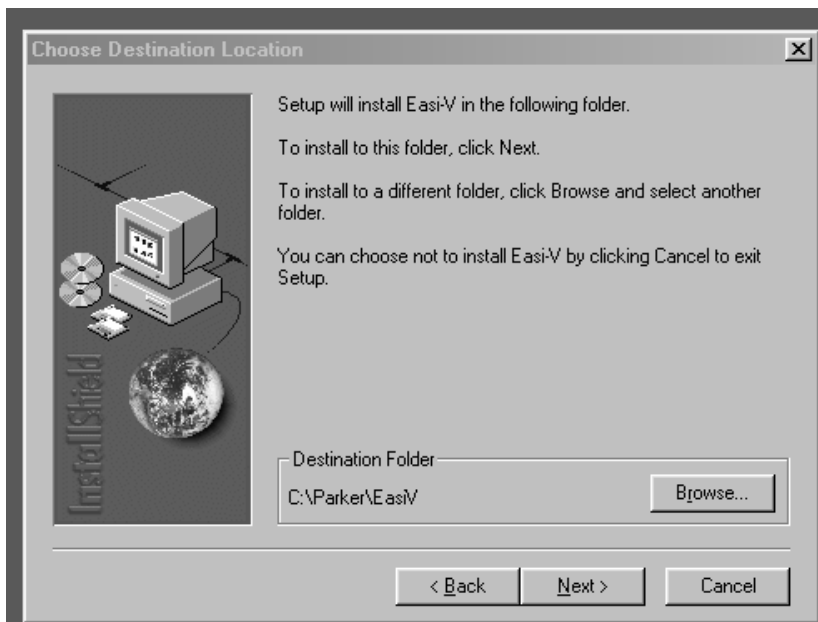 Choose Destination Location
Setup will install Easi-V in the following folder.
To install to this folder, click Next.
To install to a different folder, click Browse and select another
folder.
You can choose not to install Easi-V by clicking Cancel to exit
Setup.
InstallShield
Destination Folder
C:\Parker\EasiV
Browse...
< Back
Next >
Cancel